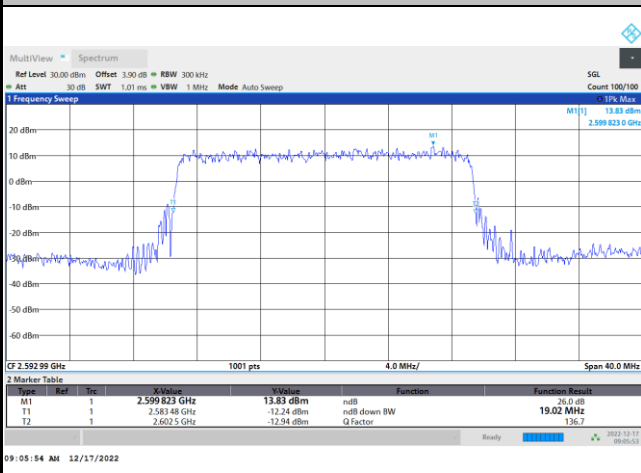 MultiView Spectrum
Ref Level 30.00 dBm Offset 3.90 dB RBW 300 kHz SGL
Att 30 dB SWT 1.01 ms VBW 1 MHz Mode Auto Sweep Count 100/100
1 Frequency Sweep 1Pk Max
M1[1] 13.83 dBm
2.599 823 0 GHz
M1
20 dBm
10 dBm
0 dBm
T1 T2
-10 dBm
-20 dBm
-30 dBm
-40 dBm
-50 dBm
-60 dBm
CF 2.592 99 GHz 1001 pts 4.0 MHz/ Span 40.0 MHz
2 Marker Table
Type Ref Trc X-Value Y-Value Function Function Result
M1 1 2.599 823 GHz 13.83 dBm ndB 26.0 dB
T1 1 2.583 48 GHz -12.24 dBm ndB down BW 19.02 MHz
T2 1 2.602 5 GHz -12.94 dBm Q Factor 136.7
Ready 2022-12-17
09:05:53
09:05:54 AM 12/17/2022